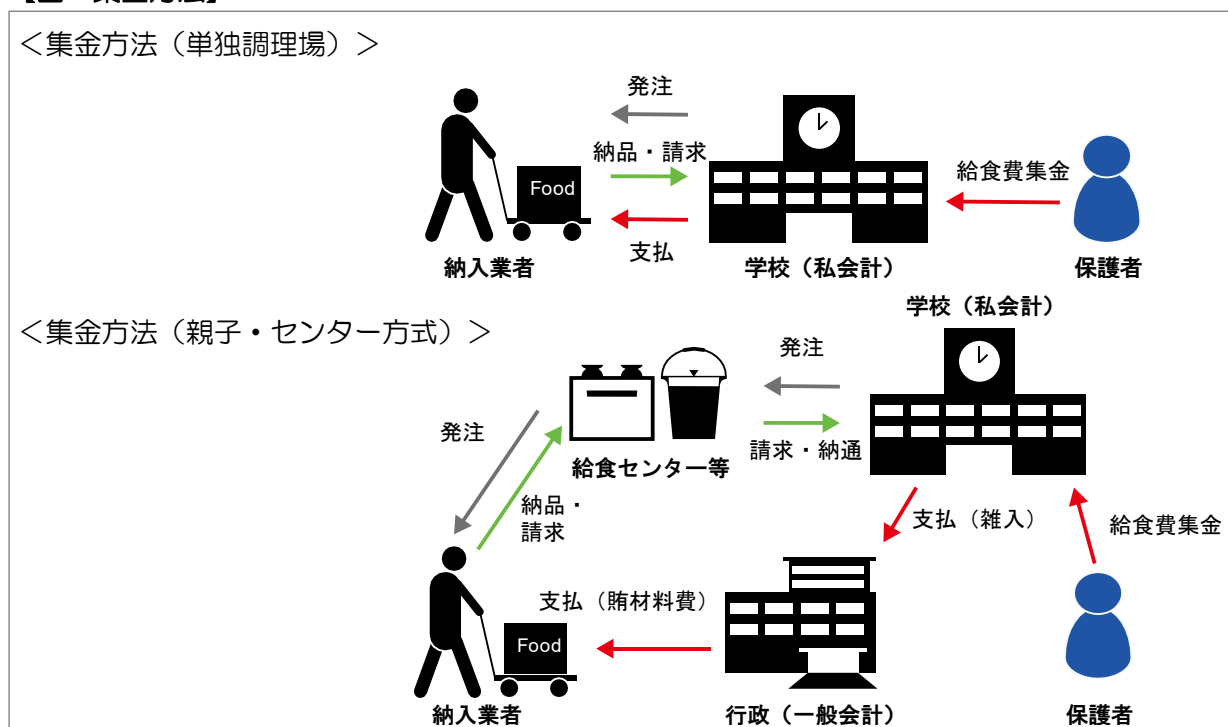 ＜集金方法（単独調理場）＞
発注
納品・請求
Food
給食費集金
支払
納入業者
学校（私会計）
保護者
学校（私会計）
＜集金方法（親子・センター方式）＞
発注
発注
請求・納通
給食センター等
納品・
請求
支払（雑入）
給食費集金
支払（賄材料費）
Food
納入業者
行政（一般会計）
保護者